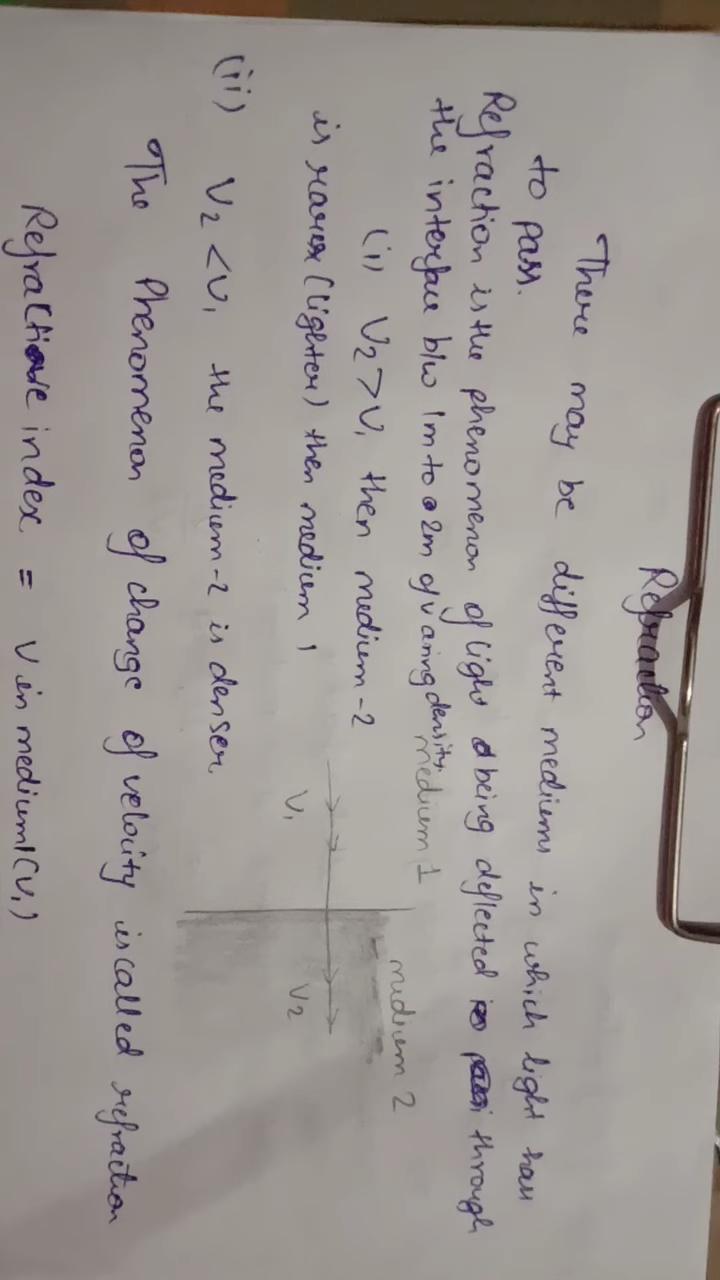 Refraction
There may be different mediums in which light has
to pass.
Refraction is the phenomenon of light being deflected through
the interface b/w 1m to 2m of varing density
medium 1
medium 2
(i) V2 > V1 then medium-2
is rarer (lighter) then medium 1
V1
V2
(ii) V2 < V1 the medium-2 is denser
The Phenomenon of change of velocity is called refraction
Refractive index = V in medium 1 (V1)